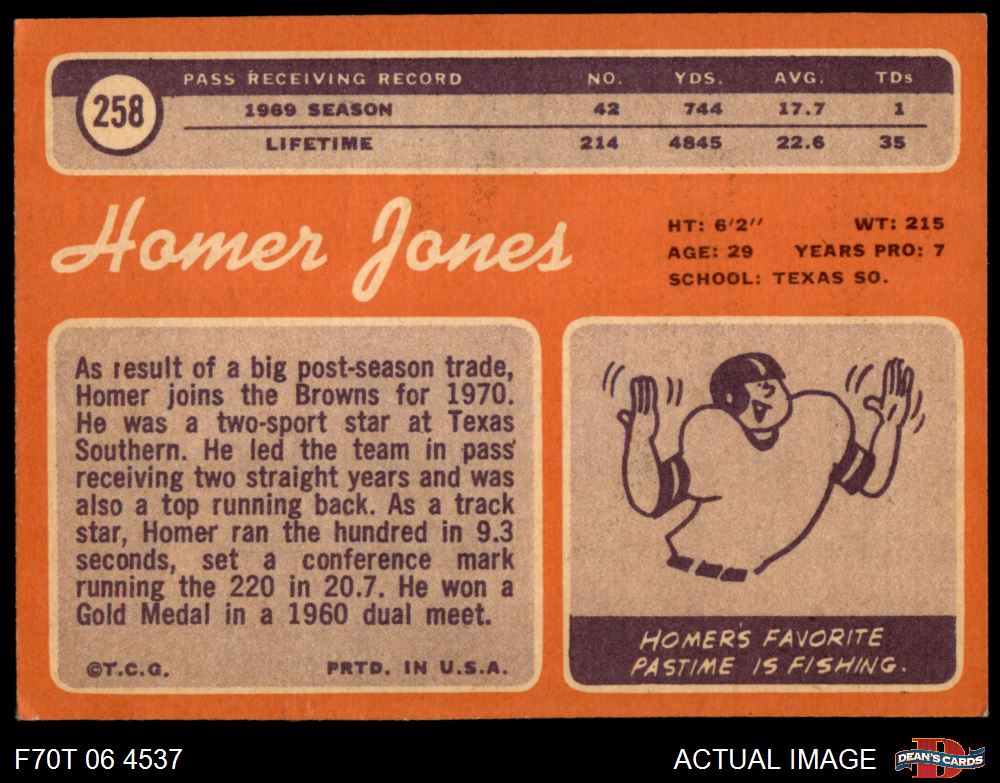 258
PASS RECEIVING RECORD NO. YDS. AVG. TDs
1969 SEASON 42 744 17.7 1
LIFETIME 214 4845 22.6 35
Homer Jones
HT: 6'2" WT: 215
AGE: 29 YEARS PRO: 7
SCHOOL: TEXAS SO.
As result of a big post-season trade,
Homer joins the Browns for 1970.
He was a two-sport star at Texas
Southern. He led the team in pass
receiving two straight years and was
also a top running back. As a track
star, Homer ran the hundred in 9.3
seconds, set a conference mark
running the 220 in 20.7. He won a
Gold Medal in a 1960 dual meet.
©T.C.G. PRTD. IN U.S.A.
HOMER'S FAVORITE
PASTIME IS FISHING.
F70T 06 4537
ACTUAL IMAGE
D
DEAN'S CARDS